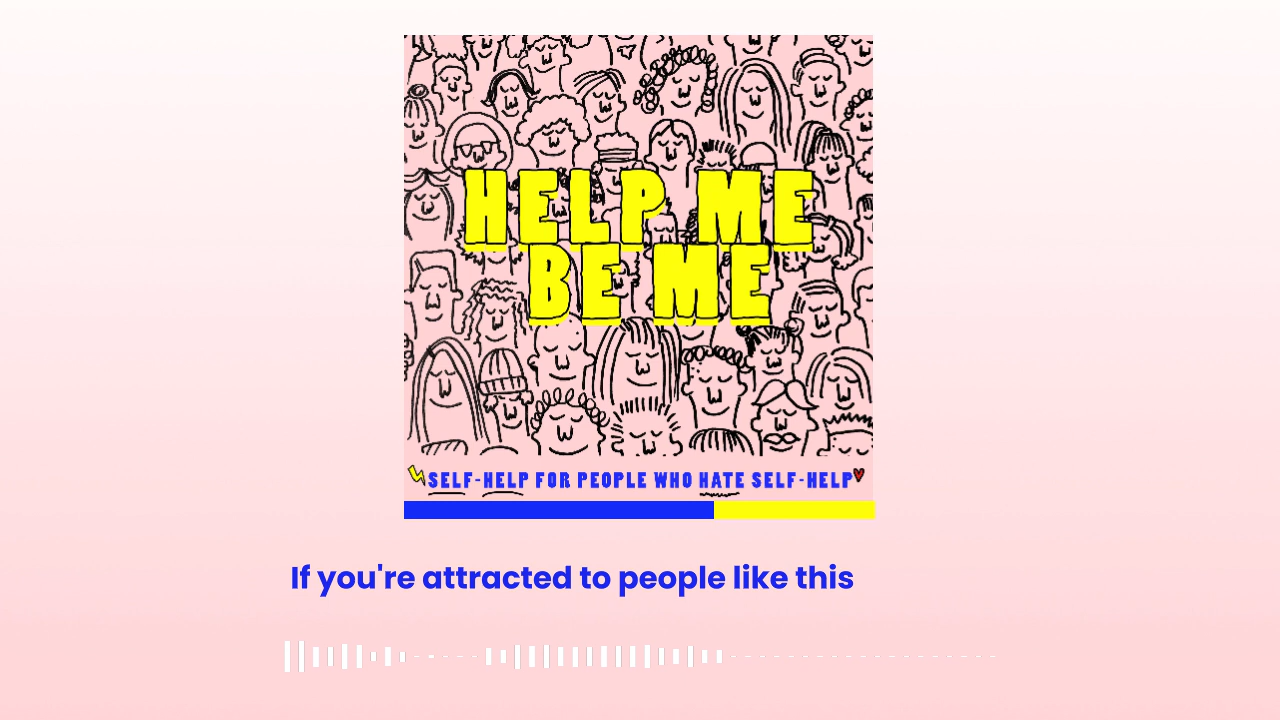 HELP ME
BE ME
SELF-HELP FOR PEOPLE WHO HATE SELF-HELP
If you're attracted to people like this